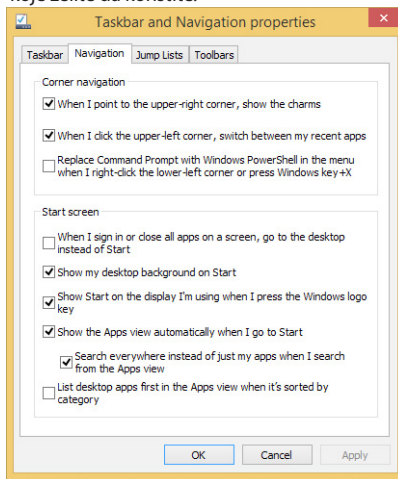 Taskbar and Navigation properties
Taskbar Navigation Jump Lists Toolbars
Corner navigation
When I point to the upper-right corner, show the charms
When I click the upper-left corner, switch between my recent apps
Replace Command Prompt with Windows PowerShell in the menu
when I right-click the lower-left corner or press Windows key+X
Start screen
When I sign in or close all apps on a screen, go to the desktop
instead of Start
Show my desktop background on Start
Show Start on the display I'm using when I press the Windows logo
key
Show the Apps view automatically when I go to Start
Search everywhere instead of just my apps when I search
from the Apps view
List desktop apps first in the Apps view when it's sorted by
category
OK Cancel Apply